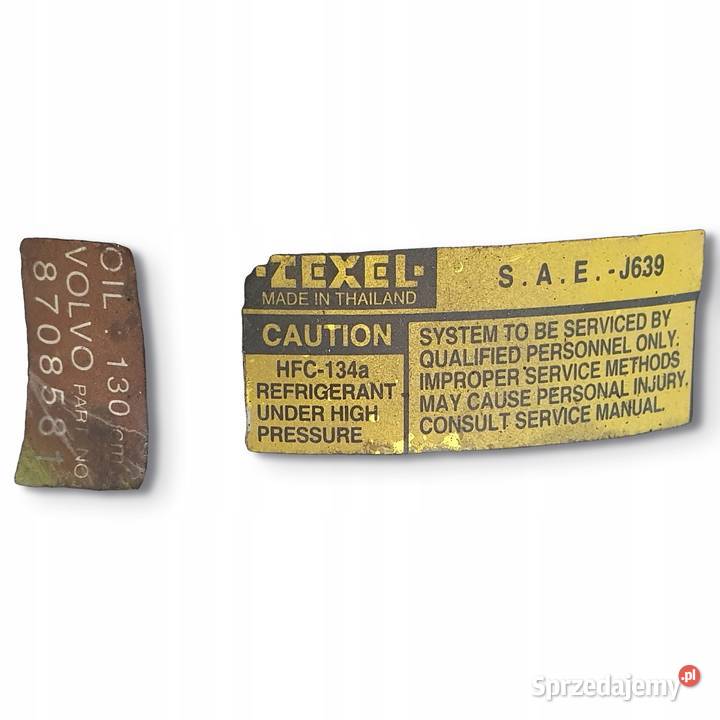 OIL : 130 cm
VOLVO PART NO
8708581
ZEXEL
MADE IN THAILAND
S.A.E.-J639
CAUTION
HFC-134a
REFRIGERANT
UNDER HIGH
PRESSURE
SYSTEM TO BE SERVICED BY
QUALIFIED PERSONNEL ONLY.
IMPROPER SERVICE METHODS
MAY CAUSE PERSONAL INJURY.
CONSULT SERVICE MANUAL.
Sprzedajemy.pl